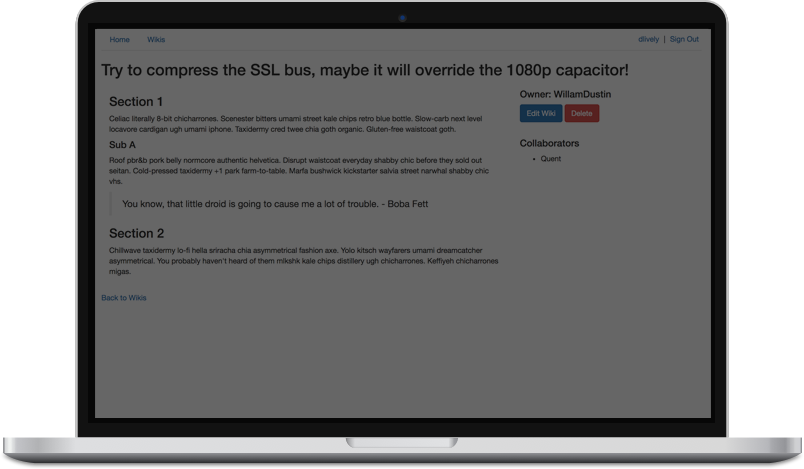 Home Wikis dlively | Sign Out
Try to compress the SSL bus, maybe it will override the 1080p capacitor!
Section 1
Celiac literally 8-bit chicharrones. Scenester bitters umami street kale chips retro blue bottle. Slow-carb next level
locavore cardigan ugh umami iphone. Taxidermy cred twee chia goth organic. Gluten-free waistcoat goth.
Sub A
Roof pbr&b pork belly normcore authentic helvetica. Disrupt waistcoat everyday shabby chic before they sold out
seitan. Cold-pressed taxidermy +1 park farm-to-table. Marfa bushwick kickstarter salvia street narwhal shabby chic
vhs.
You know, that little droid is going to cause me a lot of trouble. - Boba Fett
Section 2
Chillwave taxidermy lo-fi hella sriracha chia asymmetrical fashion axe. Yolo kitsch wayfarers umami dreamcatcher
asymmetrical. You probably haven't heard of them mlkshk kale chips distillery ugh chicharrones. Keffiyeh chicharrones
migas.
Back to Wikis
Owner: WillamDustin
Edit Wiki Delete
Collaborators
• Quent